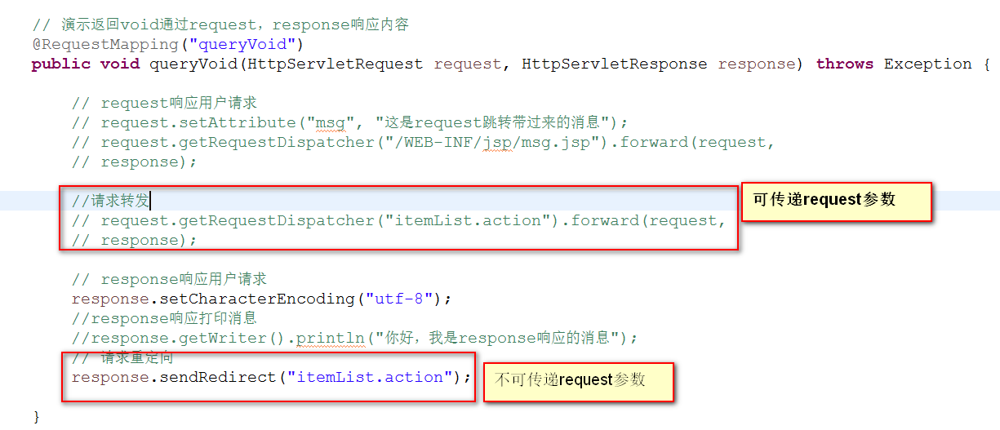 // 演示返回void通过request，response响应内容
@RequestMapping("queryVoid")
public void queryVoid(HttpServletRequest request, HttpServletResponse response) throws Exception {
// request响应用户请求
// request.setAttribute("msg", "这是request跳转带过来的消息");
// request.getRequestDispatcher("/WEB-INF/jsp/msg.jsp").forward(request,
// response);
//请求转发
可传递request参数
// request.getRequestDispatcher("itemList.action").forward(request,
// response);
// response响应用户请求
response.setCharacterEncoding("utf-8");
//response响应打印消息
//response.getWriter().println("你好，我是response响应的消息");
// 请求重定向
response.sendRedirect("itemList.action");
不可传递request参数
}